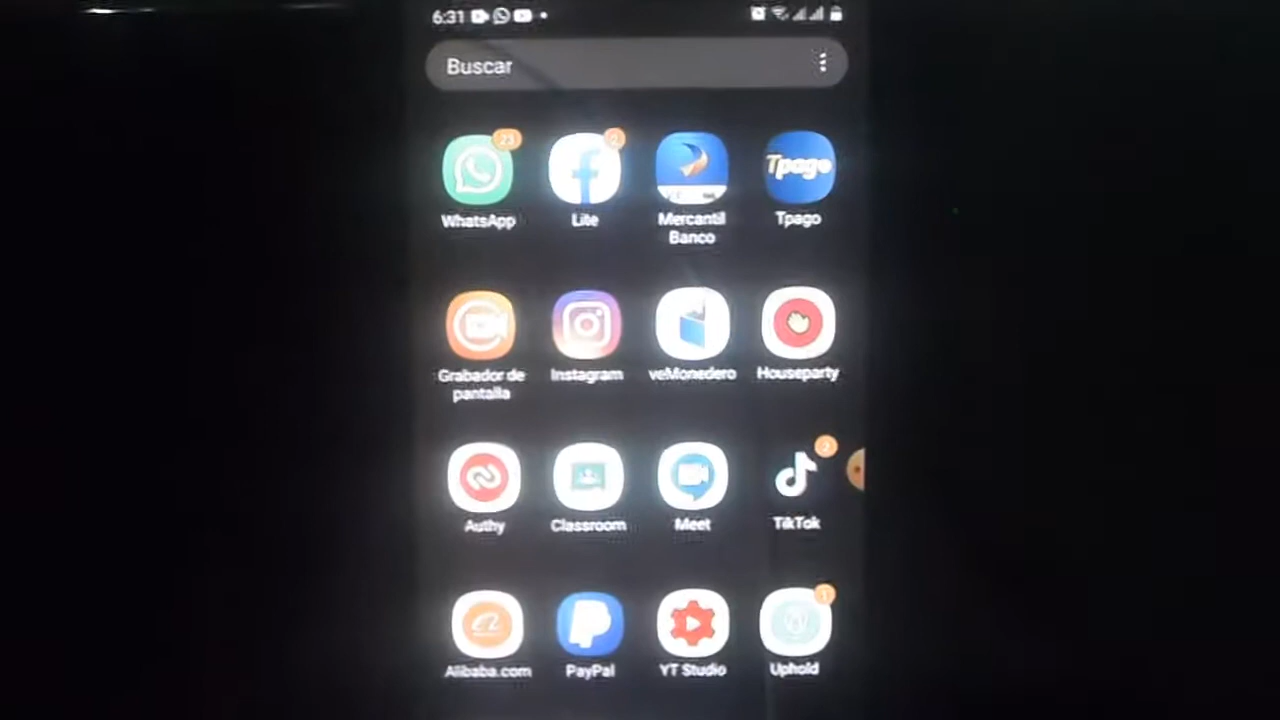 6:31
Buscar
23
WhatsApp
Lite
Mercantil
Banco
Tpago
Tpago
Grabador de
pantalla
Instagram
veMonedero
Houseparty
Authy
Classroom
Meet
TikTok
Alibaba.com
PayPal
YT Studio
Uphold